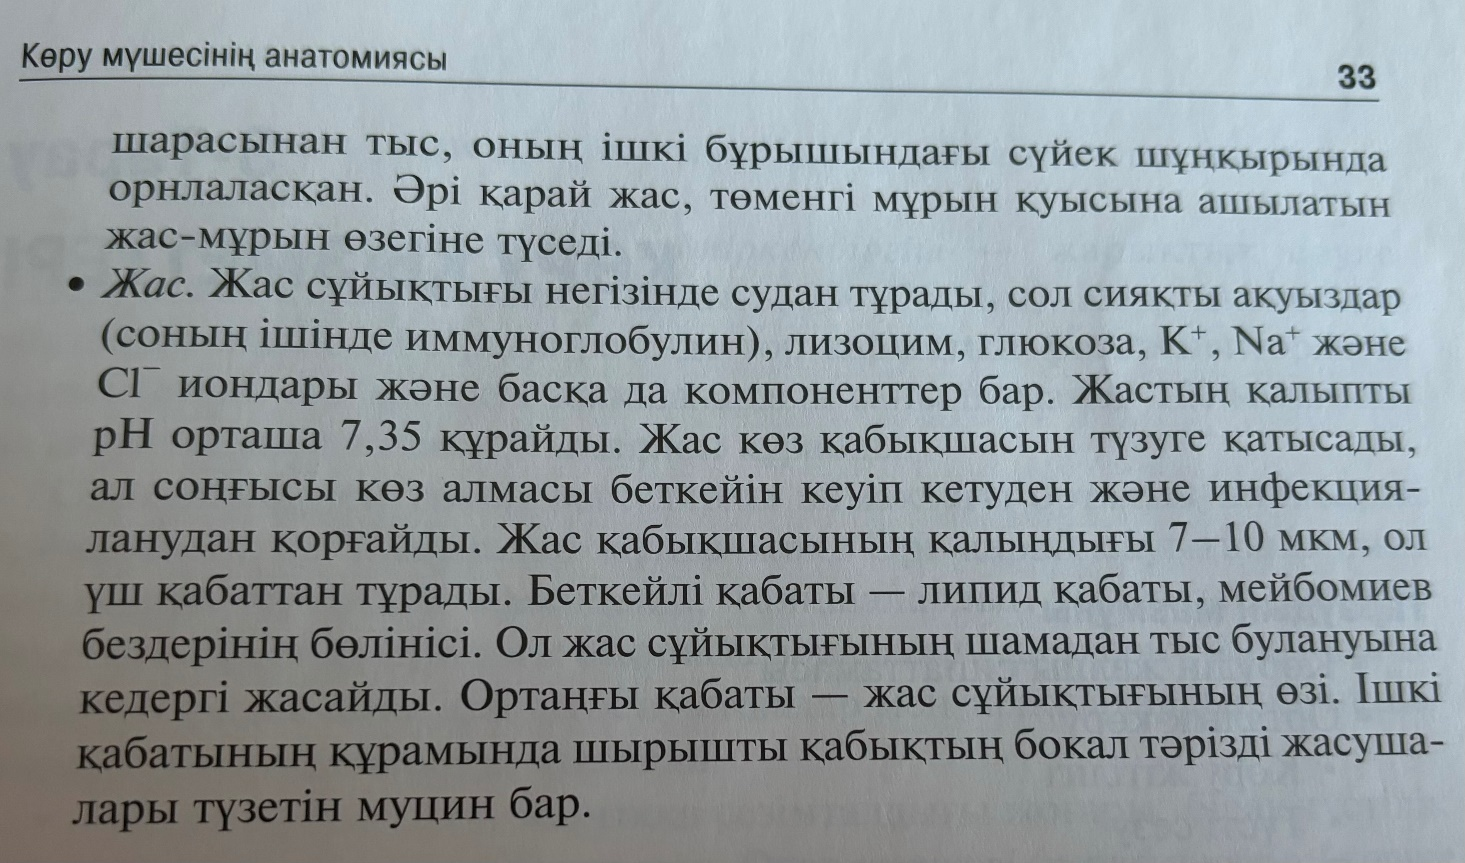 Көру мүшесінің анатомиясы
33
шарасынан тыс, оның ішкі бұрышындағы сүйек шұңқырында
орнлаласқан. Әрі қарай жас, төменгі мұрын қуысына ашылатын
жас-мұрын өзегіне түседі.
• Жас. Жас сұйықтығы негізінде судан тұрады, сол сияқты ақуыздар
(соның ішінде иммуноглобулин), лизоцим, глюкоза, K⁺, Na⁺ және
Cl⁻ иондары және басқа да компоненттер бар. Жастың қалыпты
pH орташа 7,35 құрайды. Жас көз қабықшасын түзуге қатысады,
ал соңғысы көз алмасы беткейін кеуіп кетуден және инфекция-
ланудан қорғайды. Жас қабықшасының қалыңдығы 7—10 мкм, ол
үш қабаттан тұрады. Беткейлі қабаты — липид қабаты, мейбомиев
бездерінің бөлінісі. Ол жас сұйықтығының шамадан тыс булануына
кедергі жасайды. Ортаңғы қабаты — жас сұйықтығының өзі. Ішкі
қабатының құрамында шырышты қабықтың бокал тәрізді жасуша-
лары түзетін муцин бар.